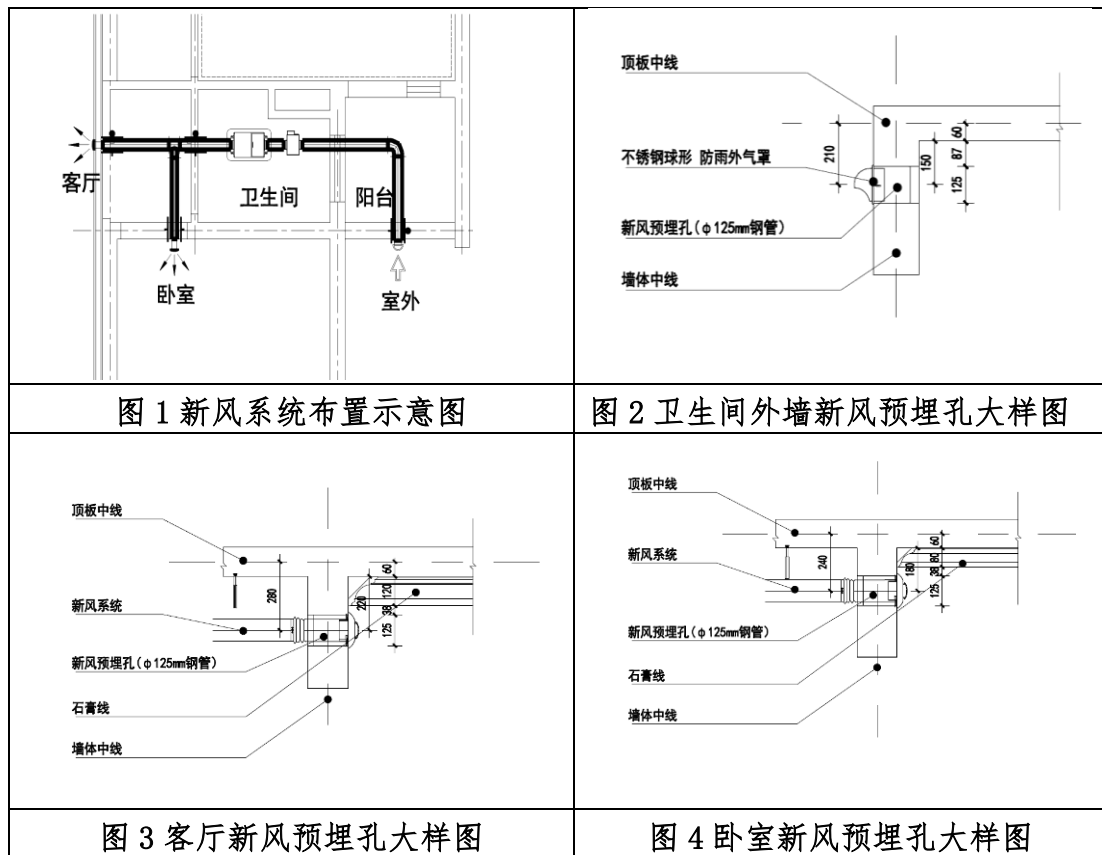 客厅
卫生间
阳台
卧室
室外
图 1 新风系统布置示意图
顶板中线
不锈钢球形 防雨外气罩
新风预埋孔(φ125mm钢管)
墙体中线
210
150
60
87
125
图 2 卫生间外墙新风预埋孔大样图
顶板中线
新风系统
新风预埋孔(φ125mm钢管)
石膏线
墙体中线
280
220
60
120
38
125
图 3 客厅新风预埋孔大样图
顶板中线
新风系统
新风预埋孔(φ125mm钢管)
石膏线
墙体中线
240
180
60
80
38
125
图 4 卧室新风预埋孔大样图